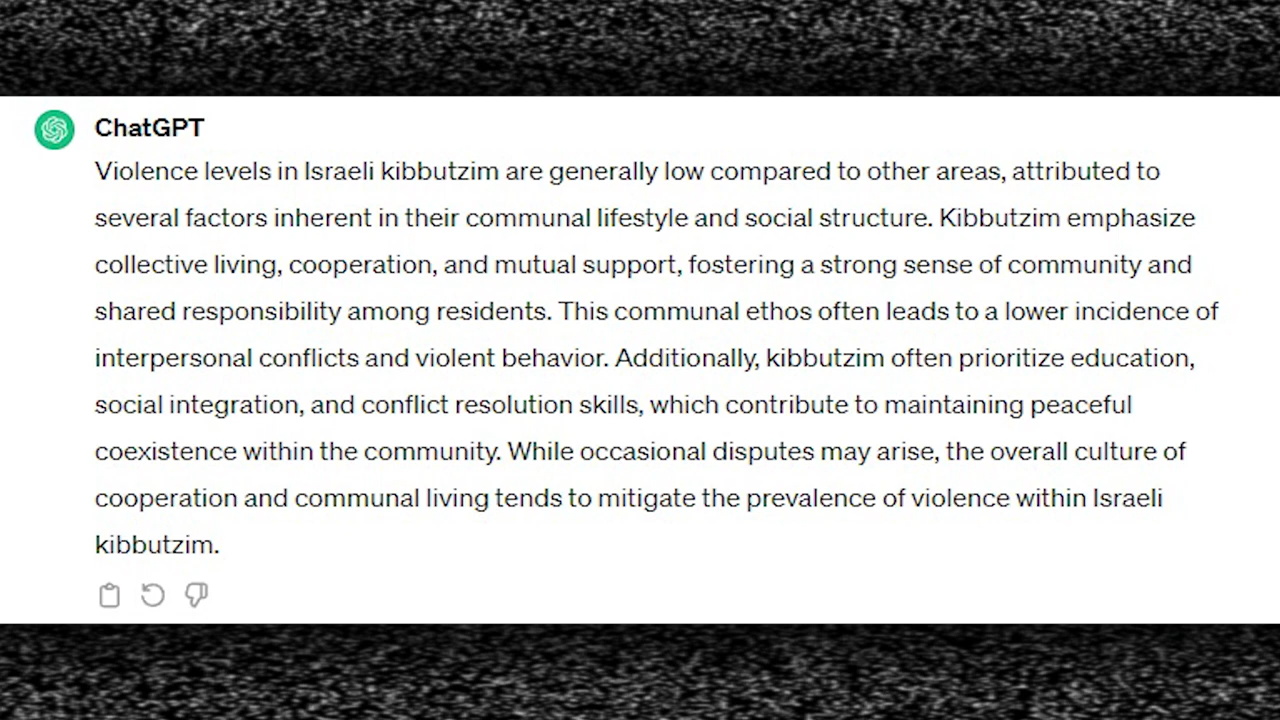 ChatGPT
Violence levels in Israeli kibbutzim are generally low compared to other areas, attributed to
several factors inherent in their communal lifestyle and social structure. Kibbutzim emphasize
collective living, cooperation, and mutual support, fostering a strong sense of community and
shared responsibility among residents. This communal ethos often leads to a lower incidence of
interpersonal conflicts and violent behavior. Additionally, kibbutzim often prioritize education,
social integration, and conflict resolution skills, which contribute to maintaining peaceful
coexistence within the community. While occasional disputes may arise, the overall culture of
cooperation and communal living tends to mitigate the prevalence of violence within Israeli
kibbutzim.